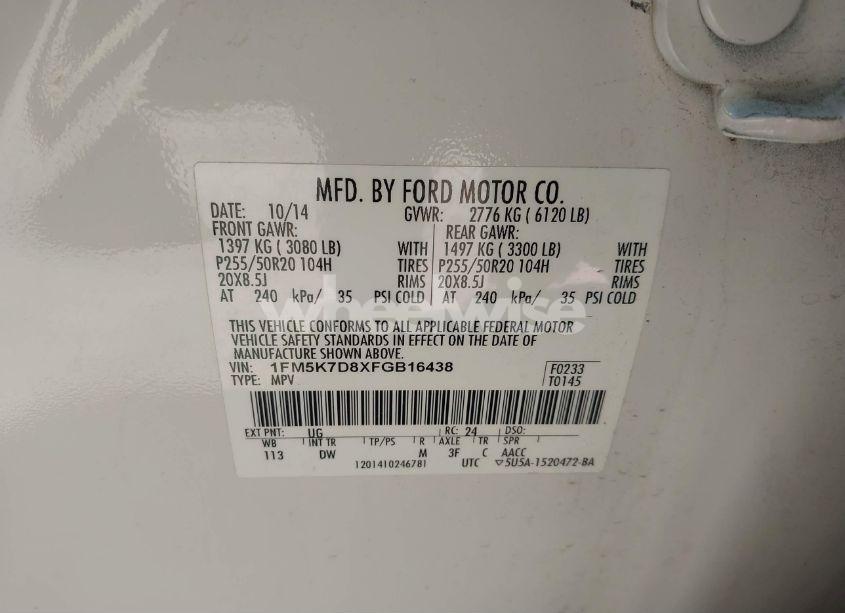 MFD. BY FORD MOTOR CO.
DATE: 10/14 GVWR: 2776 KG ( 6120 LB)
FRONT GAWR: REAR GAWR:
1397 KG ( 3080 LB) WITH 1497 KG ( 3300 LB) WITH
P255/50R20 104H TIRES P255/50R20 104H TIRES
20X8.5J RIMS 20X8.5J RIMS
AT 240 kPa/ 35 PSI COLD AT 240 kPa/ 35 PSI COLD
wheelwise
THIS VEHICLE CONFORMS TO ALL APPLICABLE FEDERAL MOTOR
VEHICLE SAFETY STANDARDS IN EFFECT ON THE DATE OF
MANUFACTURE SHOWN ABOVE.
VIN: 1FM5K7D8XFGB16438 F0233
TYPE: MPV T0145
EXT PNT: UG RC: 24 DSO:
WB INT TR TP/PS R AXLE TR SPR
113 DW M 3F C AACC
1201410246781 UTC ▽5U5A-1520472-BA